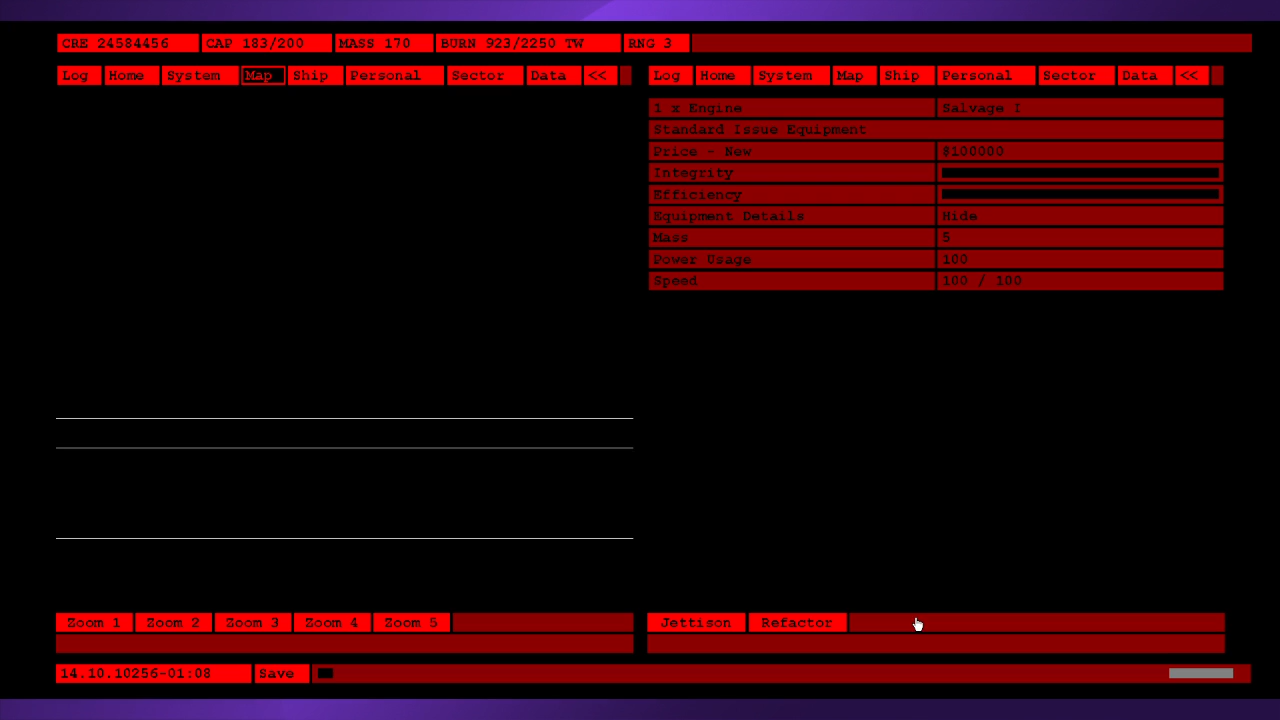 CRE 24584456 CAP 183/200 MASS 170 BURN 923/2250 TW RNG 3
Log Home System Map Ship Personal Sector Data <<
Log Home System Map Ship Personal Sector Data <<
1 x Engine Salvage I
Standard Issue Equipment
Price - New $100000
Integrity
Efficiency
Equipment Details Hide
Mass 5
Power Usage 100
Speed 100 / 100
Zoom 1 Zoom 2 Zoom 3 Zoom 4 Zoom 5
Jettison Refactor
14.10.10256-01:08 Save